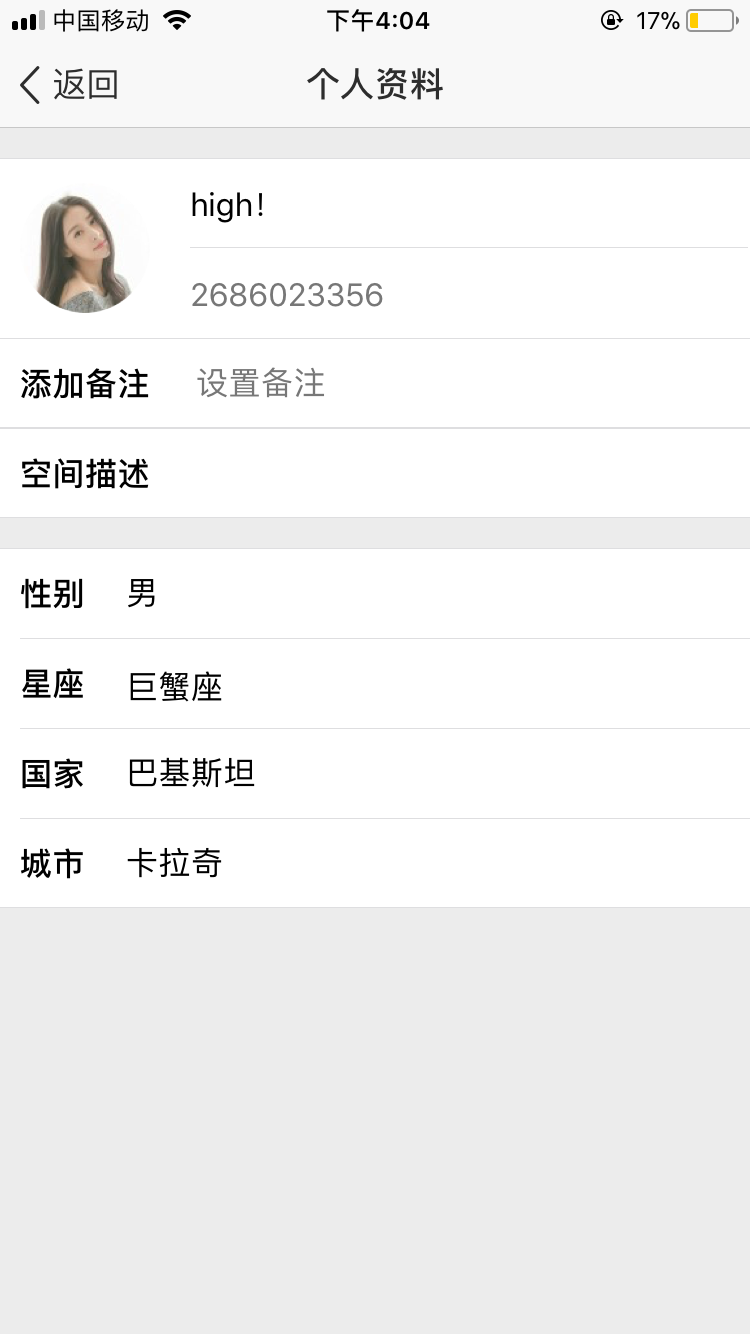 中国移动 下午4:04 17%
返回 个人资料
high!
2686023356
添加备注 设置备注
空间描述
性别 男
星座 巨蟹座
国家 巴基斯坦
城市 卡拉奇